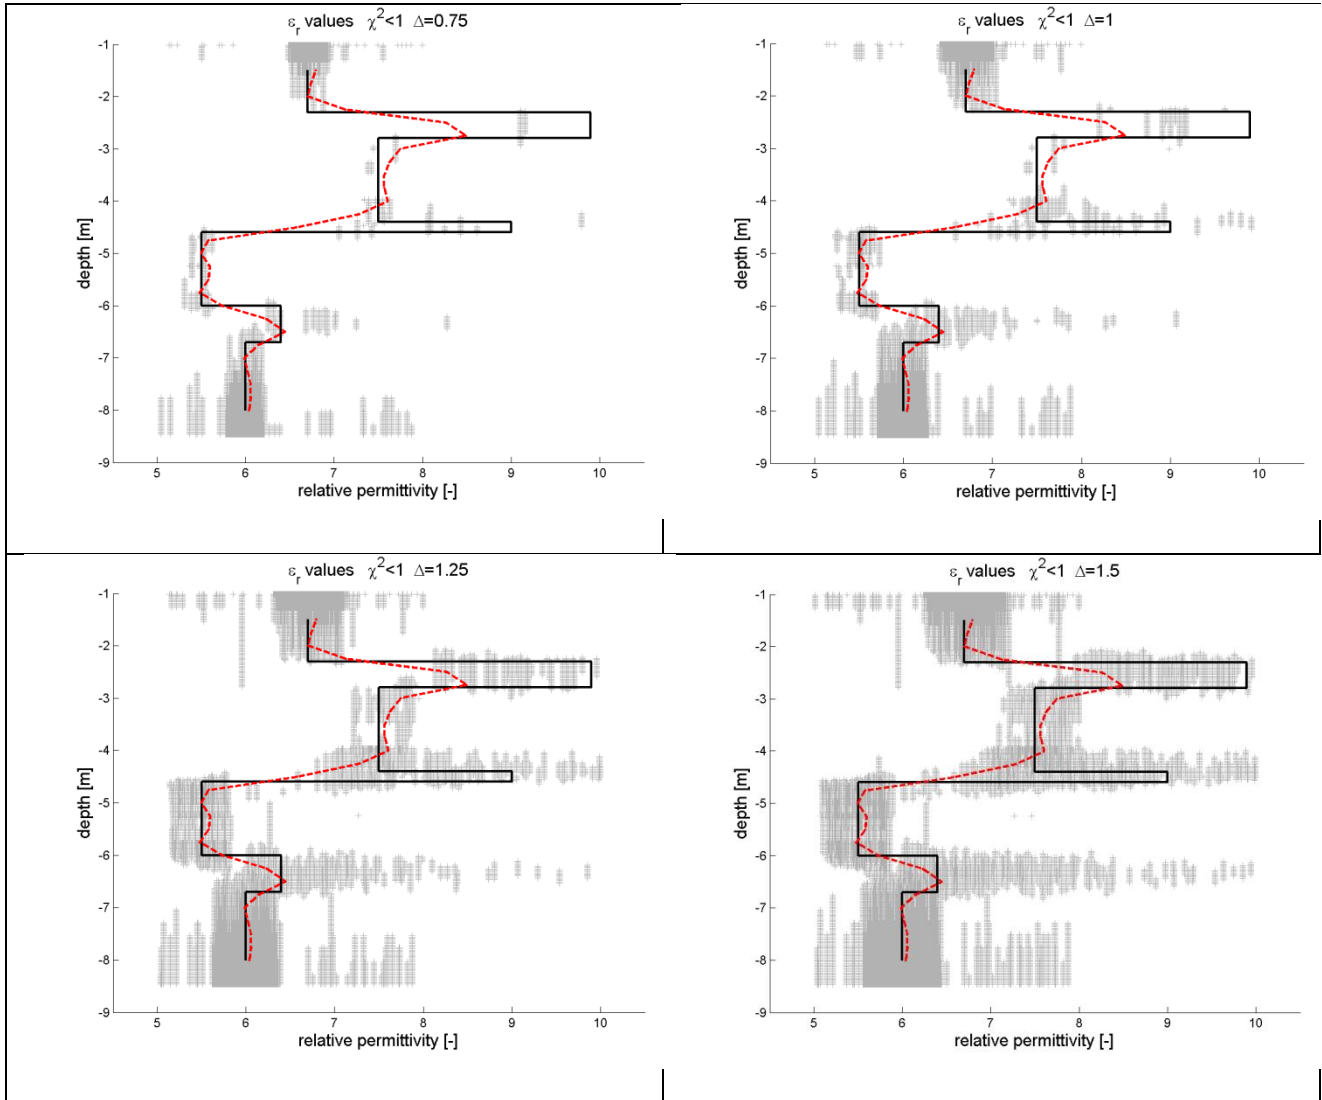 ε_r values χ²<1 Δ=0.75
-1
-2
-3
-4
-5
-6
-7
-8
-9
depth [m]
5 6 7 8 9 10
relative permittivity [-]
ε_r values χ²<1 Δ=1
-1
-2
-3
-4
-5
-6
-7
-8
-9
depth [m]
5 6 7 8 9 10
relative permittivity [-]
ε_r values χ²<1 Δ=1.25
-1
-2
-3
-4
-5
-6
-7
-8
-9
depth [m]
5 6 7 8 9 10
relative permittivity [-]
ε_r values χ²<1 Δ=1.5
-1
-2
-3
-4
-5
-6
-7
-8
-9
depth [m]
5 6 7 8 9 10
relative permittivity [-]